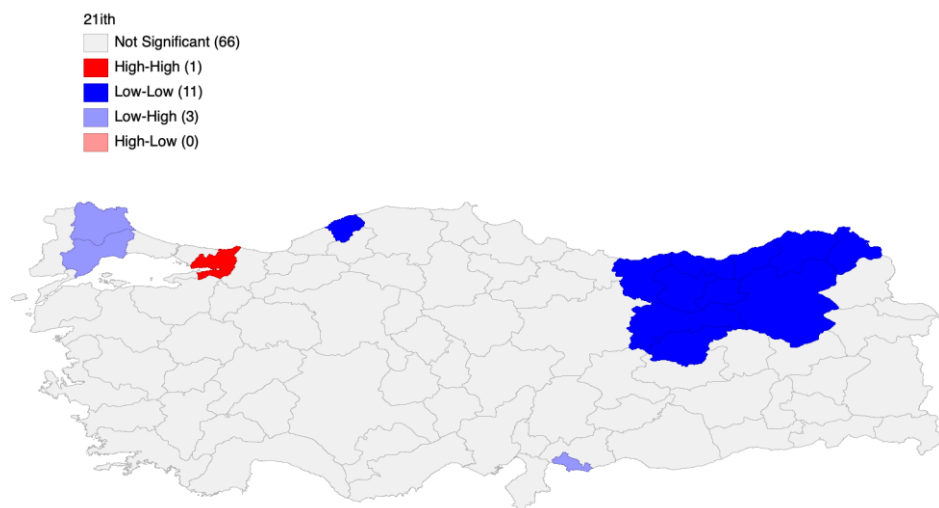 21ith
Not Significant (66)
High-High (1)
Low-Low (11)
Low-High (3)
High-Low (0)